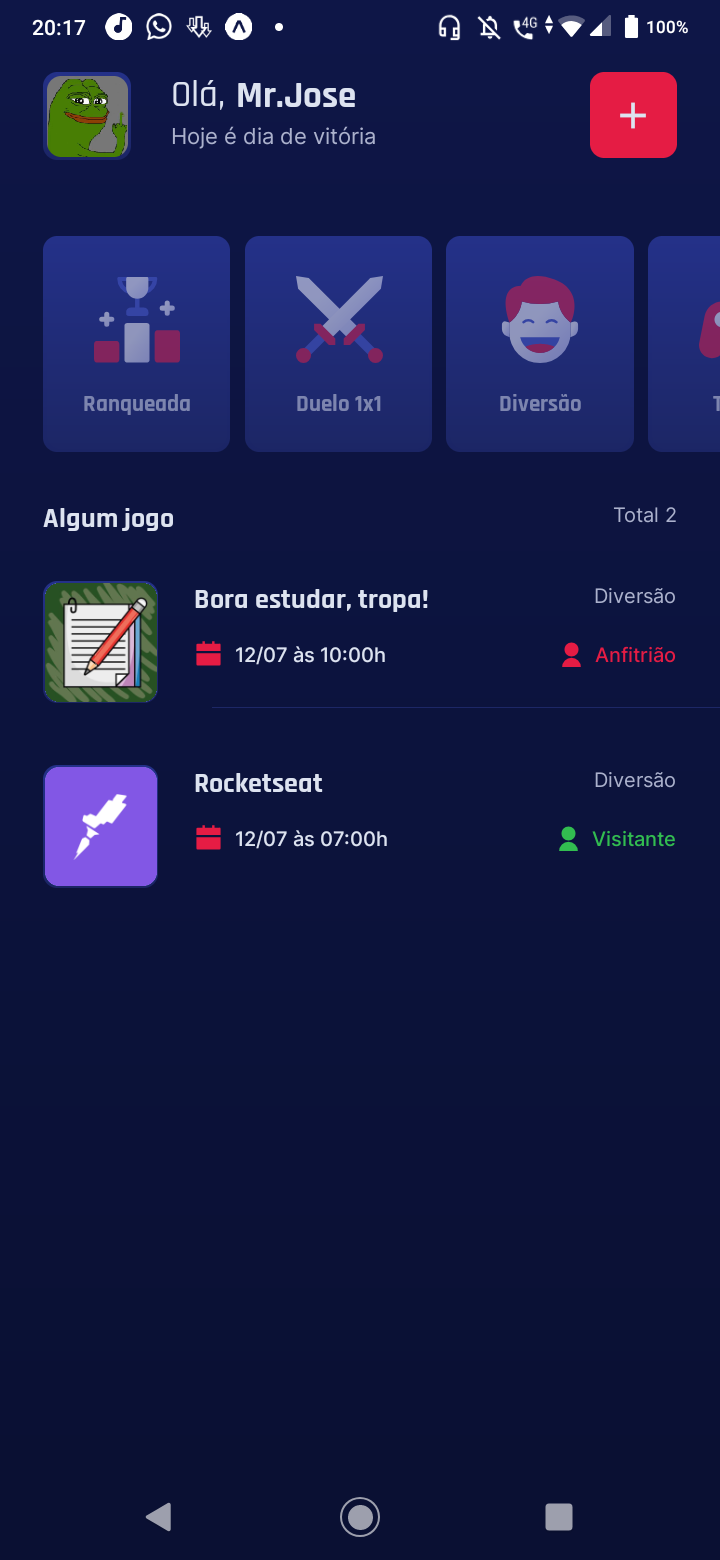 20:17
4G
100%
Olá, Mr.Jose
Hoje é dia de vitória
Ranqueada
Duelo 1x1
Diversão
T
Algum jogo
Total 2
Bora estudar, tropa!
Diversão
12/07 às 10:00h
Anfitrião
Rocketseat
Diversão
12/07 às 07:00h
Visitante